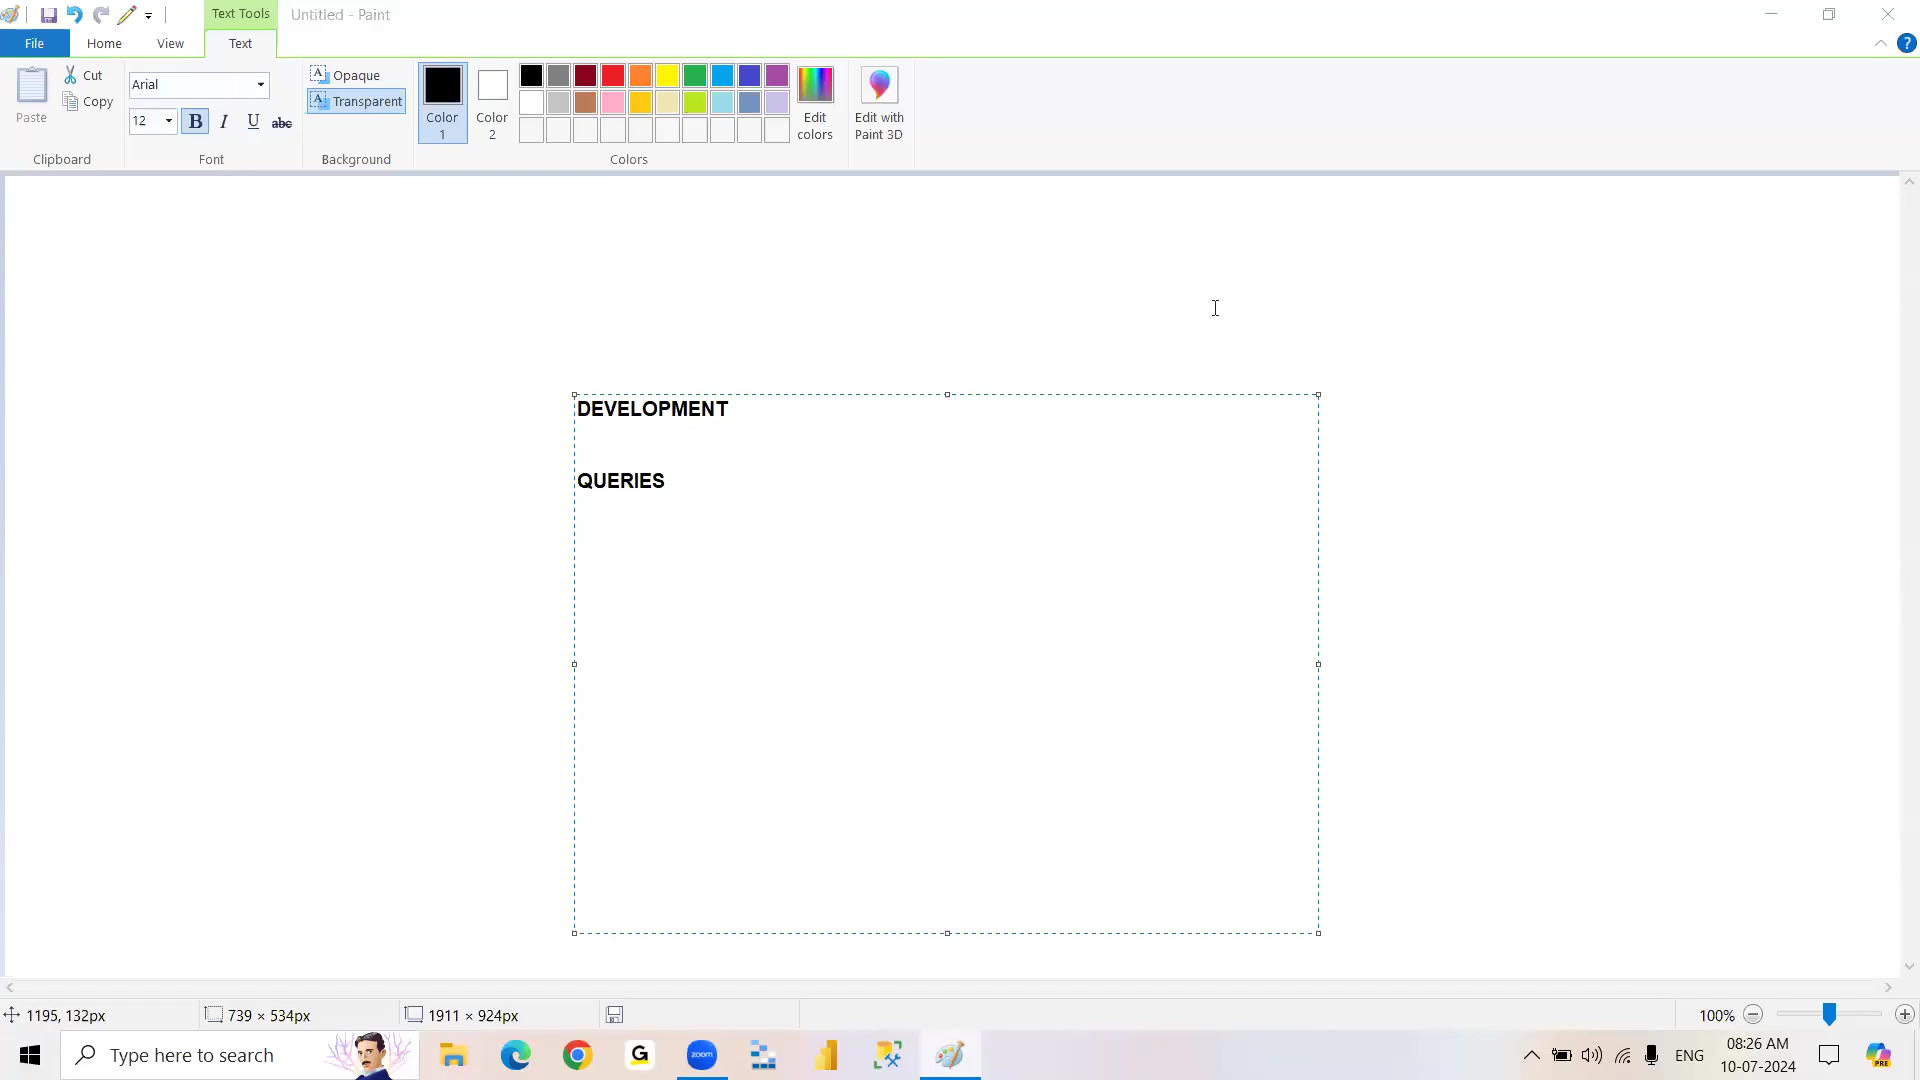 Text Tools
Untitled - Paint
File
Home
View
Text
Paste
Cut
Copy
Clipboard
Arial
12
B
I
U
abc
Font
Opaque
Transparent
Background
Color 1
Color 2
Edit colors
Colors
Edit with Paint 3D
DEVELOPMENT
QUERIES
1195, 132px
739 × 534px
1911 × 924px
100%
Type here to search
G
zoom
ENG
08:26 AM
10-07-2024
PRE